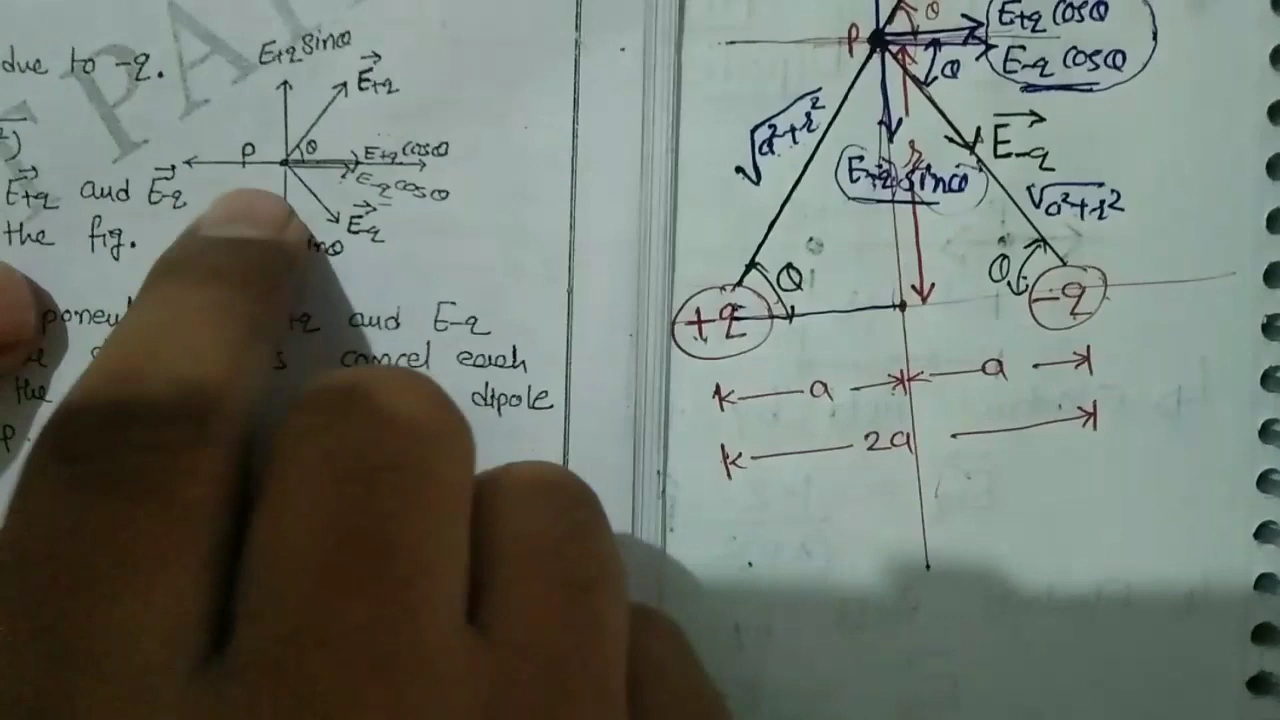 due to -q.
E+q sinθ
E+q
P
θ
E+q cosθ
E-q cosθ
E+q and E-q
E-q
the fig.
and E-q
cancel each
the
dipole
P.
θ
E+q cosθ
P
θ
E-q cosθ
√a²+r²
E-q
r
sinθ
√a²+r²
θ
θ
+q
-q
a
a
2a